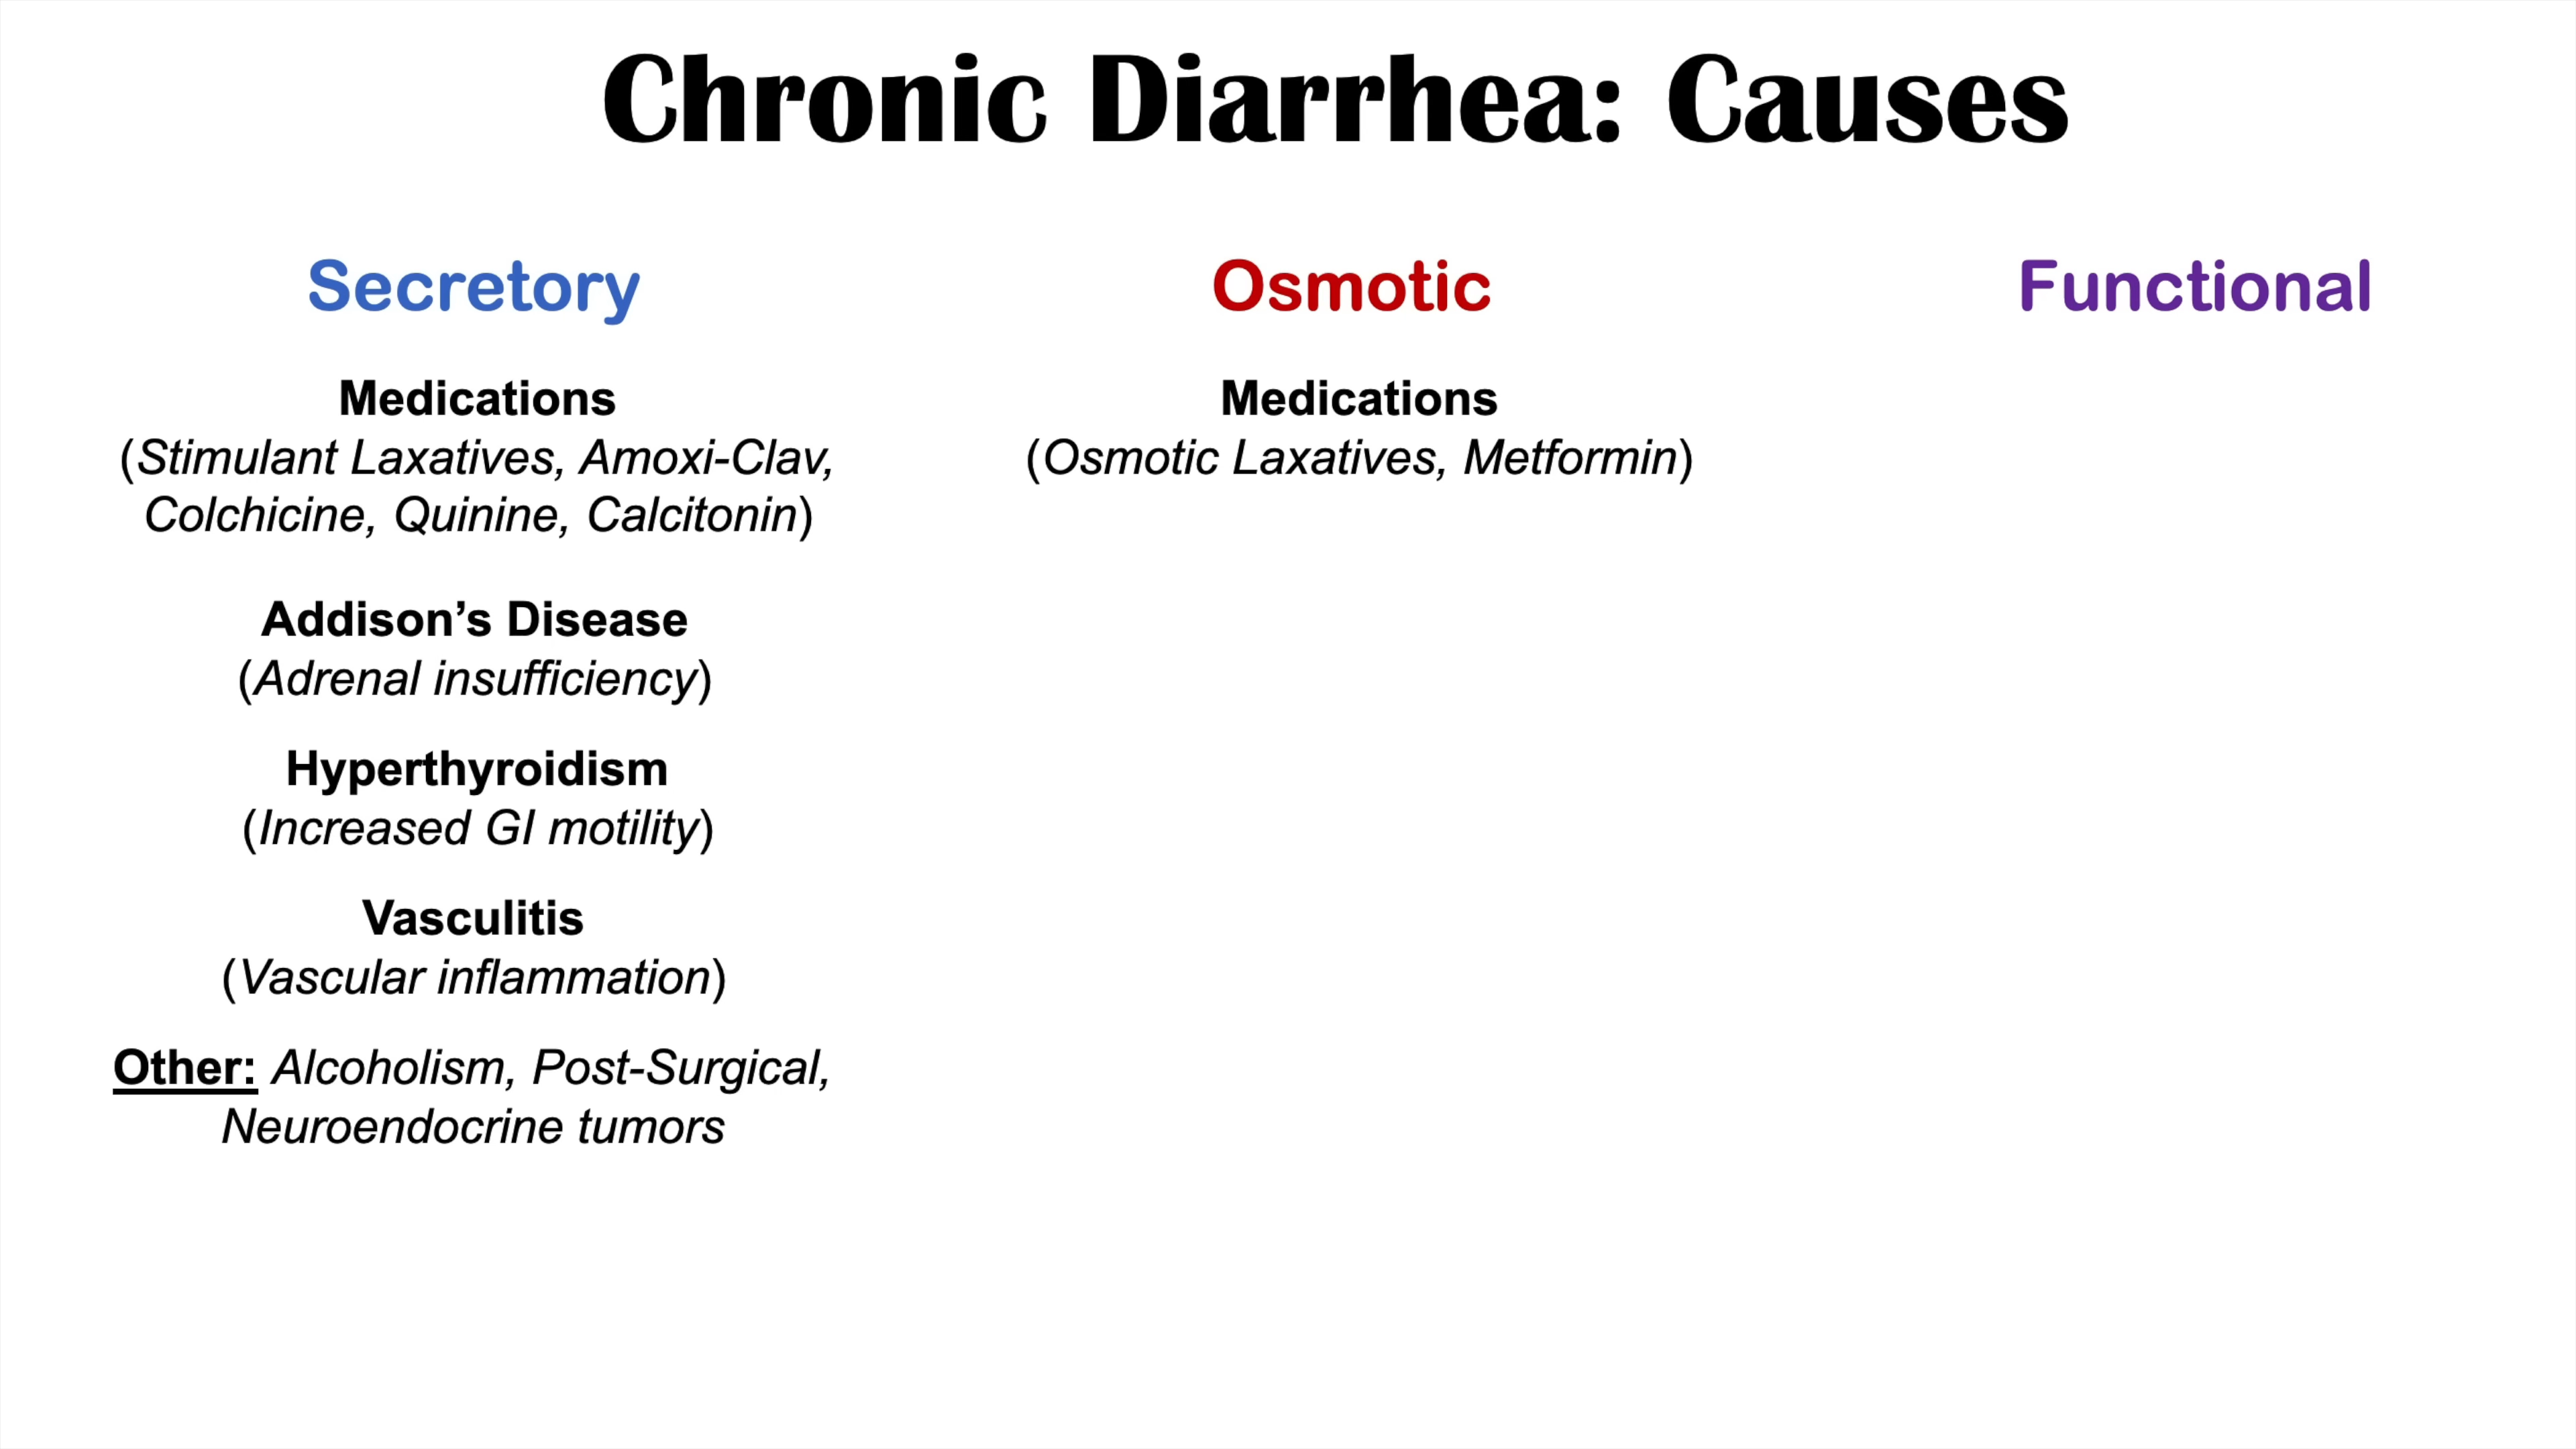 Chronic Diarrhea: Causes
Secretory
Medications
(Stimulant Laxatives, Amoxi-Clav,
Colchicine, Quinine, Calcitonin)
Addison’s Disease
(Adrenal insufficiency)
Hyperthyroidism
(Increased GI motility)
Vasculitis
(Vascular inflammation)
Other: Alcoholism, Post-Surgical,
Neuroendocrine tumors
Osmotic
Medications
(Osmotic Laxatives, Metformin)
Functional